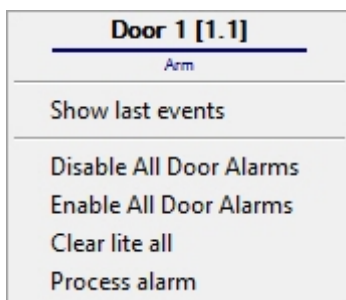 Door 1 [1.1]
Arm
Show last events
Disable All Door Alarms
Enable All Door Alarms
Clear lite all
Process alarm